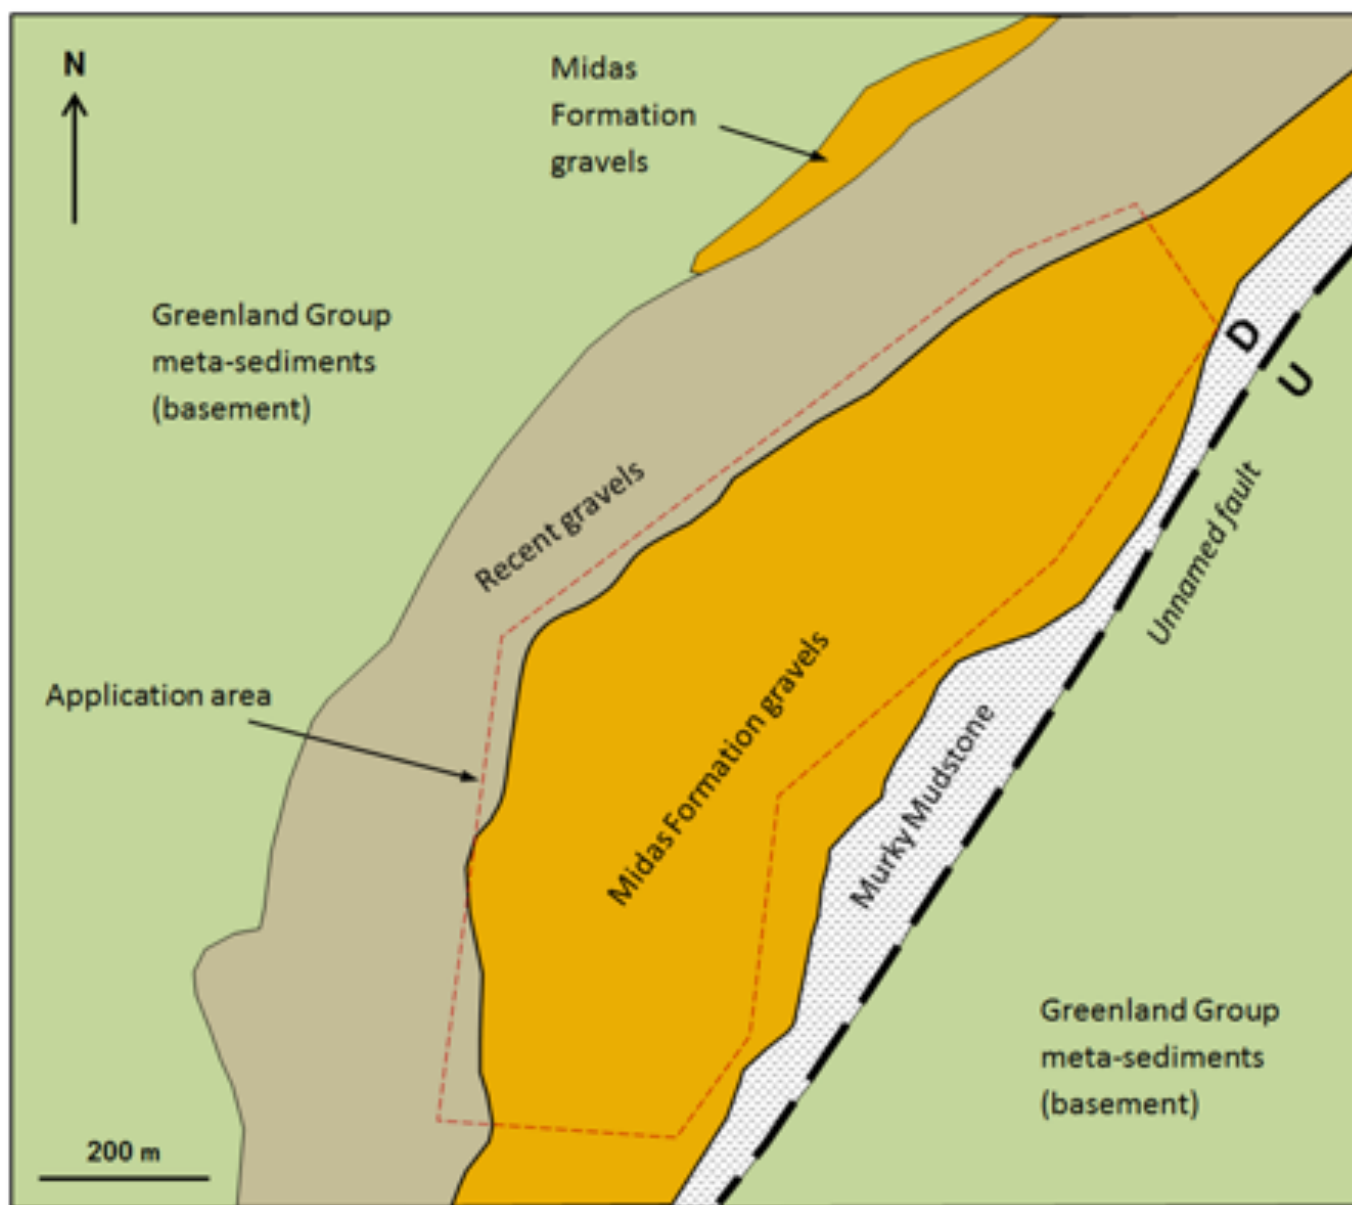 N
Midas
Formation
gravels
Greenland Group
meta-sediments
(basement)
D
U
Recent gravels
Unnamed fault
Application area
Midas Formation gravels
Murky Mudstone
Greenland Group
meta-sediments
(basement)
200 m